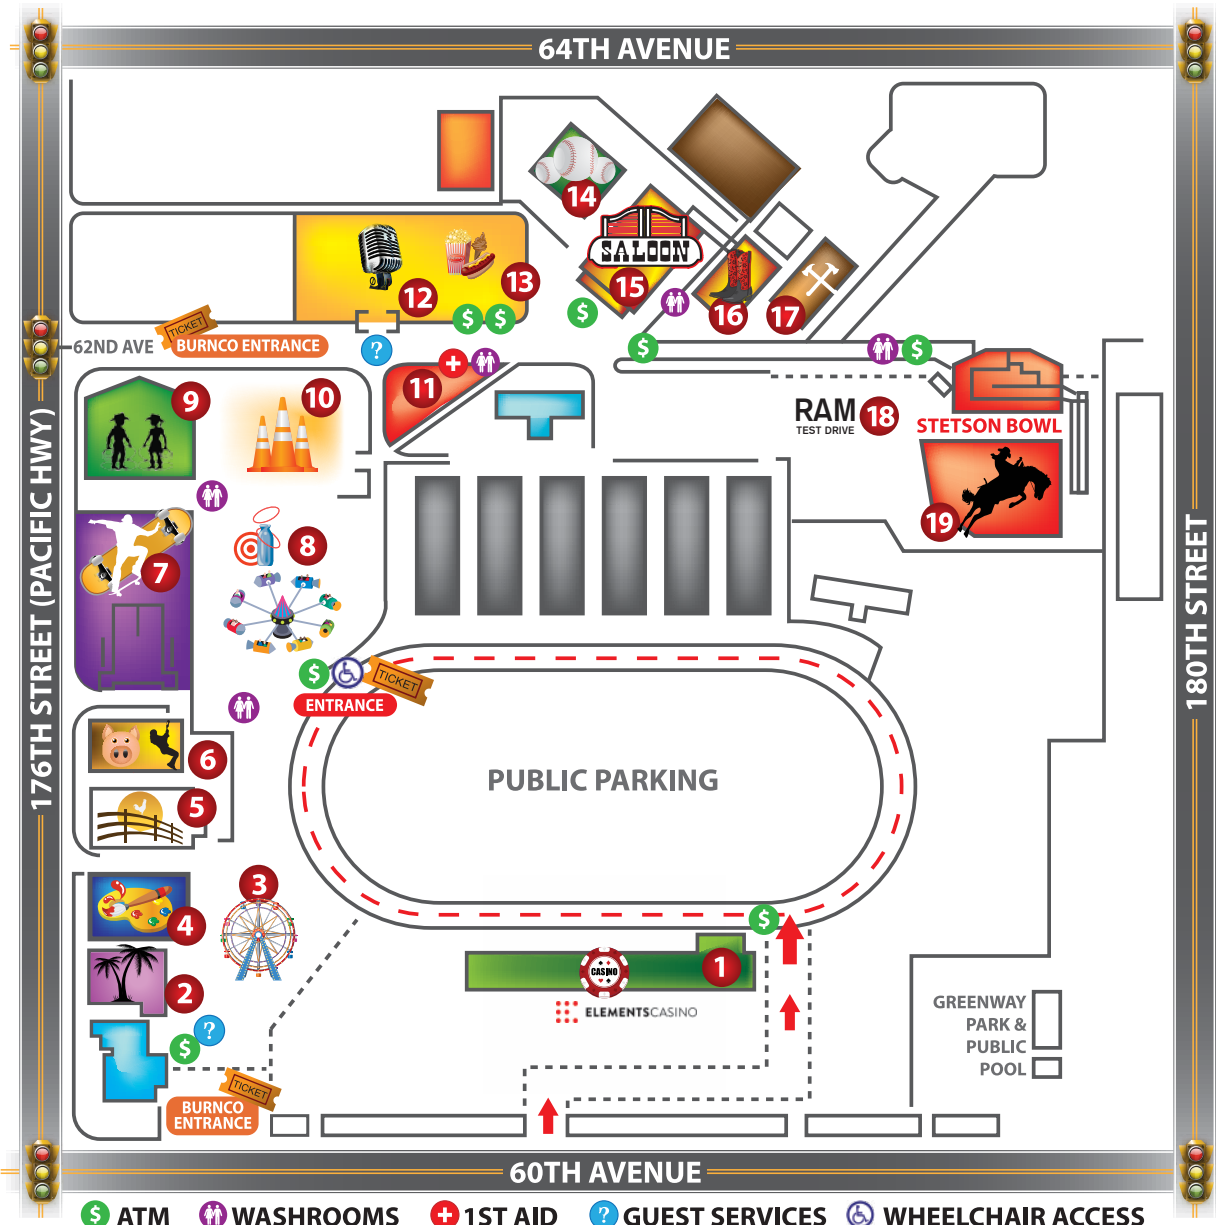 64TH AVENUE
14
SALOON
12
13
15
16
17
$
$
$
TICKET
62ND AVE
BURNCO ENTRANCE
?
$
$
11
9
10
RAM
TEST DRIVE
18
STETSON BOWL
19
176TH STREET (PACIFIC HWY)
180TH STREET
7
8
$
TICKET
ENTRANCE
6
5
PUBLIC PARKING
3
4
$
1
CASINO
ELEMENTSCASINO
2
?
$
GREENWAY
PARK &
PUBLIC
POOL
TICKET
BURNCO
ENTRANCE
60TH AVENUE
$ ATM
WASHROOMS
1ST AID
? GUEST SERVICES
WHEELCHAIR ACCESS